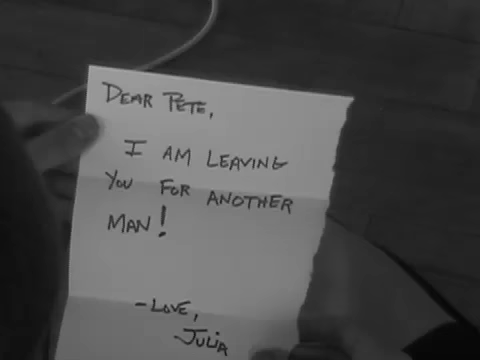 DEAR PETE,
I AM LEAVING
YOU FOR ANOTHER
MAN!
-LOVE,
JULIA